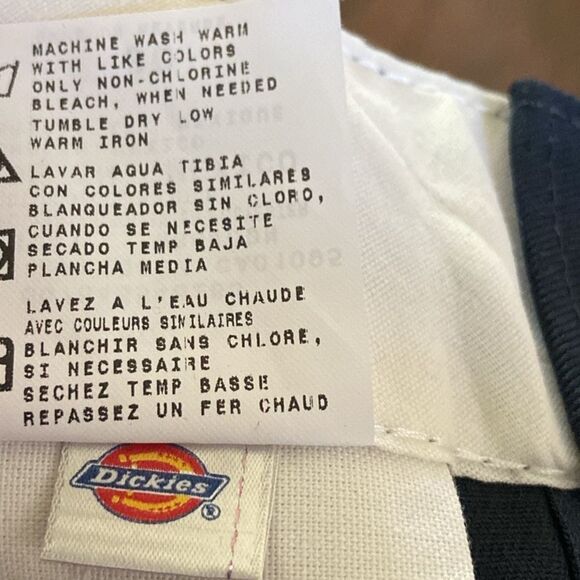 MACHINE WASH WARM
WITH LIKE COLORS
ONLY NON-CHLORINE
BLEACH, WHEN NEEDED
TUMBLE DRY LOW
WARM IRON
LAVAR AGUA TIBIA
CON COLORES SIMILARES
BLANQUEADOR SIN CLORO,
CUANDO SE NECESITE
SECADO TEMP BAJA
PLANCHA MEDIA
LAVEZ A L'EAU CHAUDE
AVEC COULEURS SIMILAIRES
BLANCHIR SANS CHLORE,
SI NECESSAIRE
SECHEZ TEMP BASSE
REPASSEZ UN FER CHAUD
Dickies ®